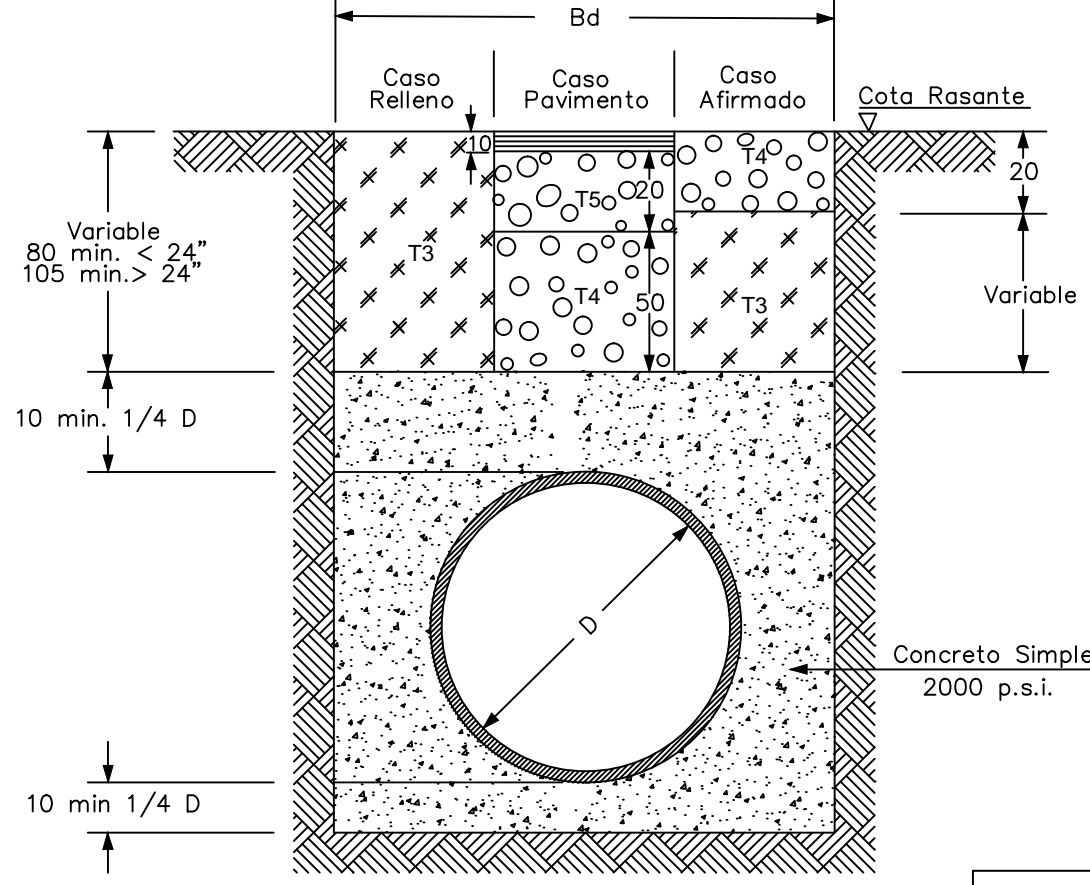 Bd
Caso
Relleno
Caso
Pavimento
Caso
Afirmado
Cota Rasante
10
T4
20
T5
20
Variable
80 min. < 24"
105 min.> 24"
T3
T4
50
T3
Variable
10 min. 1/4 D
D
Concreto Simple
2000 p.s.i.
10 min 1/4 D